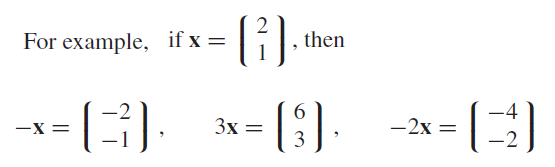 For example, if x = (2
1), then
−x = (−2
−1), 3x = (6
3), −2x = (−4
−2)